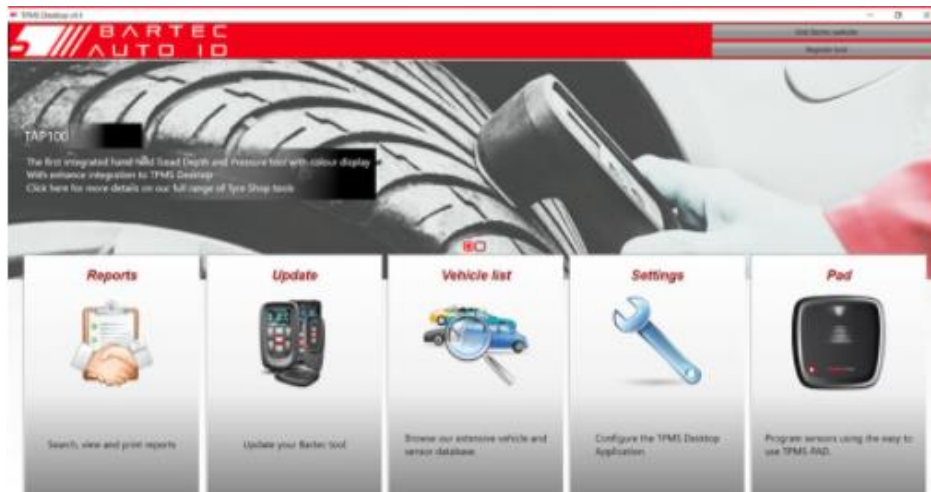 TPMS Desktop
BARTEC
AUTO ID
Visit Bartec website
Register tool
TAP100
The first integrated hand held Tread Depth and Pressure tool with colour display
With enhance integration to TPMS Desktop
Click here for more details on our full range of Tyre Shop tools
Reports
Update
Vehicle list
Settings
Pad
Search, view and print reports
Update your Bartec tool
Browse our extensive vehicle and
sensor database.
Configure the TPMS Desktop
Application.
Program sensors using the easy to
use TPMS-PAD.